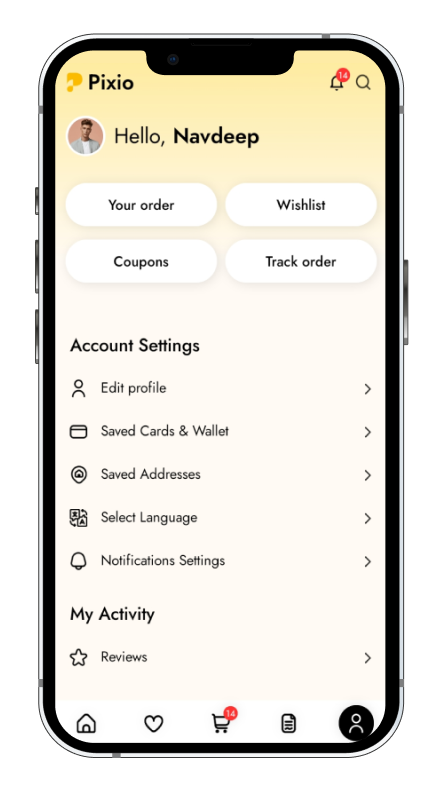 Pixio
14
Hello, Navdeep
Your order
Wishlist
Coupons
Track order
Account Settings
Edit profile
Saved Cards & Wallet
Saved Addresses
Select Language
Notifications Settings
My Activity
Reviews
14